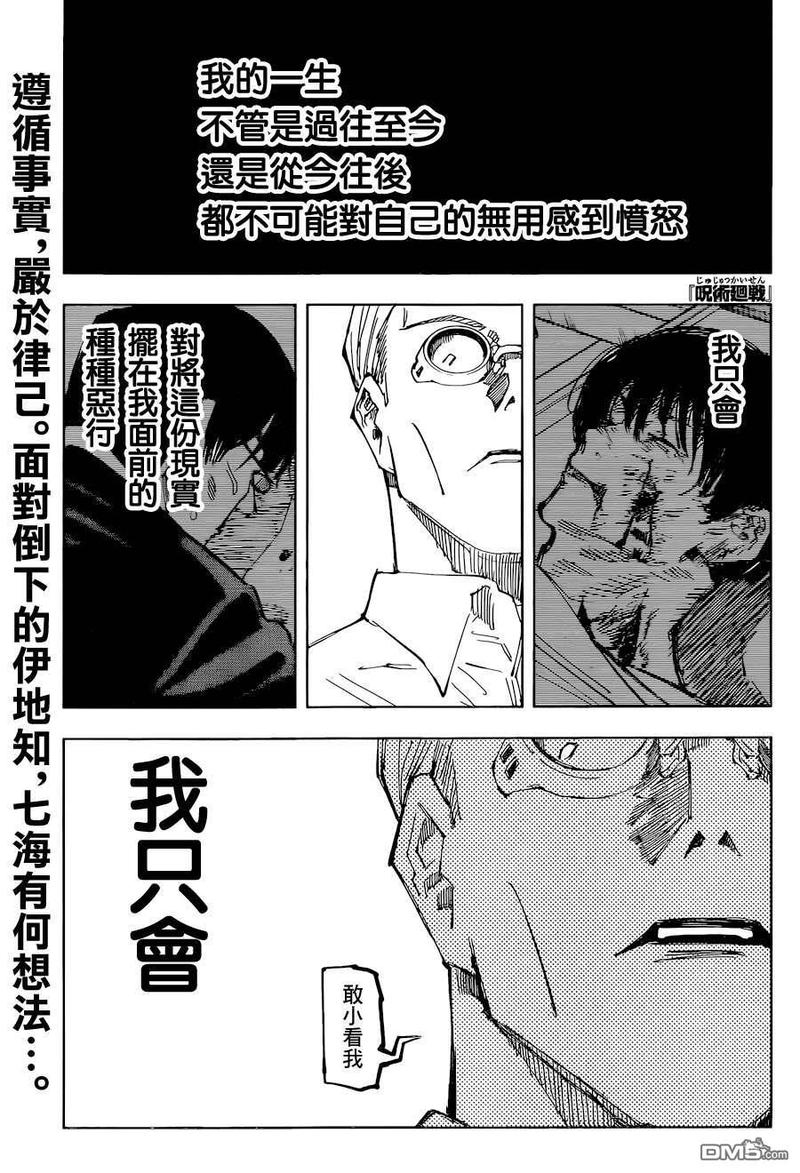 我的一生
不管是過往至今
還是從今往後
都不可能對自己的無用感到憤怒
じゅじゅつかいせん
『呪術廻戦』
我只會
對將這份現實
擺在我面前的
種種惡行
我只會
敢小看我
遵循事實，嚴於律己。面對倒下的伊地知，七海有何想法…。
DM5.com